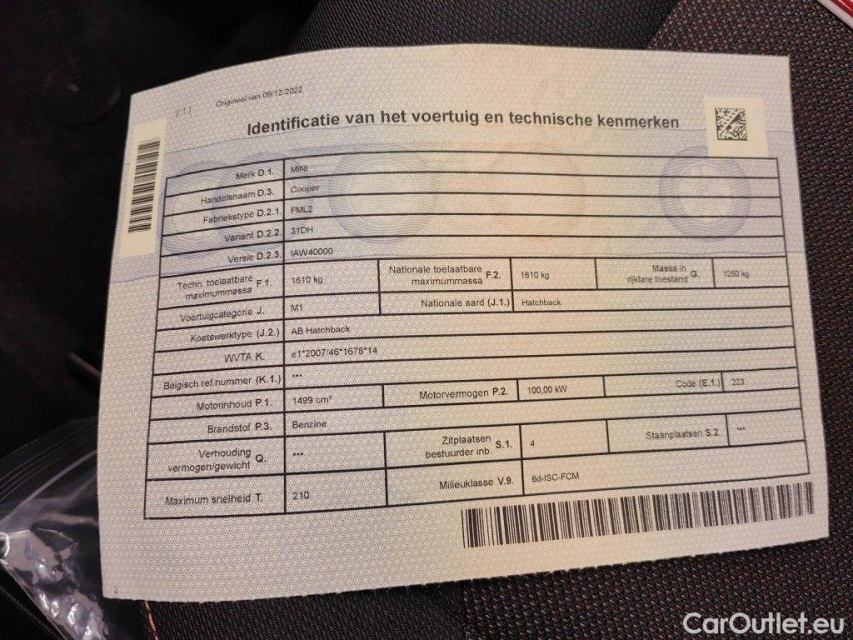 Origineel van 09/12/2022
Identificatie van het voertuig en technische kenmerken
Merk D.1. MINI
Handelsnaam D.3. Cooper
Fabriekstype D.2.1. FML2
Variant D.2.2. 31DH
Versie D.2.3. IAW40000
Techn. toelaatbare maximummassa F.1. 1610 kg Nationale toelaatbare maximummassa F.2. 1610 kg Massa in rijklare toestand G. 1250 kg
Voertuigcategorie J. M1 Nationale aard (J.1.) Hatchback
Koetswerktype (J.2.) AB Hatchback
WVTA K. e1*2007/46*1678*14
Belgisch ref.nummer (K.1.) ***
Motorinhoud P.1. 1499 cm³ Motorvermogen P.2. 100,00 kW Code (E.1.) 223
Brandstof P.3. Benzine
Verhouding vermogen/gewicht Q. *** Zitplaatsen bestuurder inb. S.1. 4 Staanplaatsen S.2. ***
Maximum snelheid T. 210 Milieuklasse V.9. 6d-ISC-FCM
CarOutlet.eu